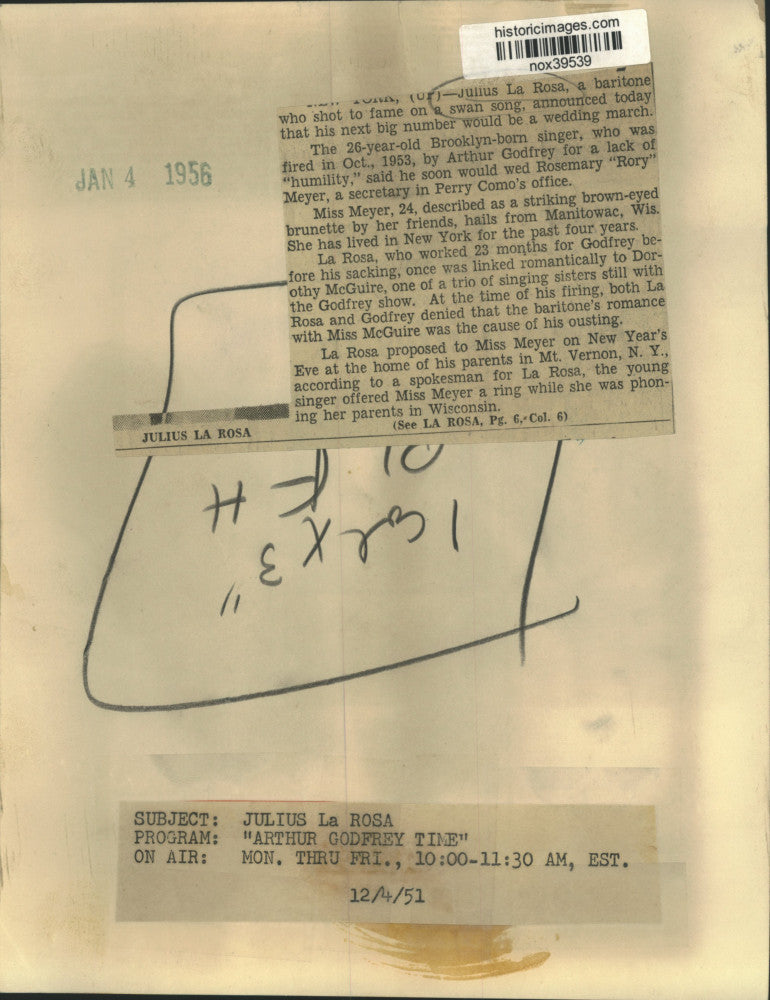 historicimages.com
nox39539
JAN 4 1956
YORK, (UP)—Julius La Rosa, a baritone
who shot to fame on a swan song, announced today
that his next big number would be a wedding march.
The 26-year-old Brooklyn-born singer, who was
fired in Oct., 1953, by Arthur Godfrey for a lack of
"humility," said he soon would wed Rosemary "Rory"
Meyer, a secretary in Perry Como's office.
Miss Meyer, 24, described as a striking brown-eyed
brunette by her friends, hails from Manitowac, Wis.
She has lived in New York for the past four years.
La Rosa, who worked 23 months for Godfrey be-
fore his sacking, once was linked romantically to Dor-
othy McGuire, one of a trio of singing sisters still with
the Godfrey show. At the time of his firing, both La
Rosa and Godfrey denied that the baritone's romance
with Miss McGuire was the cause of his ousting.
La Rosa proposed to Miss Meyer on New Year's
Eve at the home of his parents in Mt. Vernon, N. Y.,
according to a spokesman for La Rosa, the young
singer offered Miss Meyer a ring while she was phon-
ing her parents in Wisconsin.
(See LA ROSA, Pg. 6, Col. 6)
JULIUS LA ROSA
1 Col x 3"
SUBJECT: JULIUS La ROSA
PROGRAM: "ARTHUR GODFREY TIME"
ON AIR: MON. THRU FRI., 10:00-11:30 AM, EST.
12/4/51